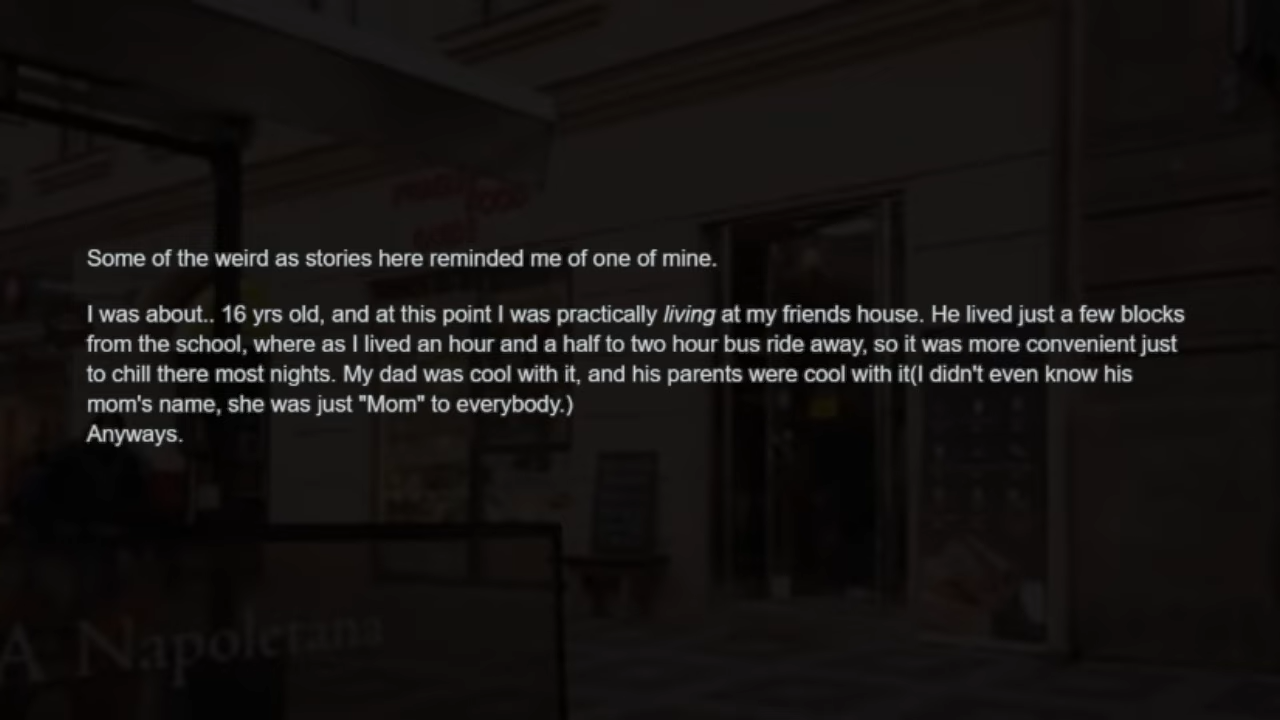 Some of the weird as stories here reminded me of one of mine.
I was about.. 16 yrs old, and at this point I was practically living at my friends house. He lived just a few blocks
from the school, where as I lived an hour and a half to two hour bus ride away, so it was more convenient just
to chill there most nights. My dad was cool with it, and his parents were cool with it(I didn't even know his
mom's name, she was just "Mom" to everybody.)
Anyways.
A Napoletana